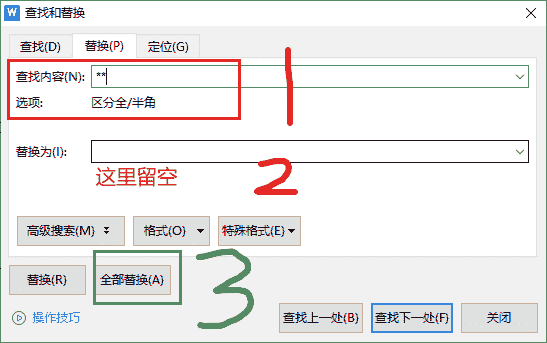 W 查找和替换
查找(D) 替换(P) 定位(G)
查找内容(N): **
选项: 区分全/半角
1
替换为(I):
这里留空
2
高级搜索(M) 格式(O) 特殊格式(E)
替换(R) 全部替换(A)
3
操作技巧 查找上一处(B) 查找下一处(F) 关闭